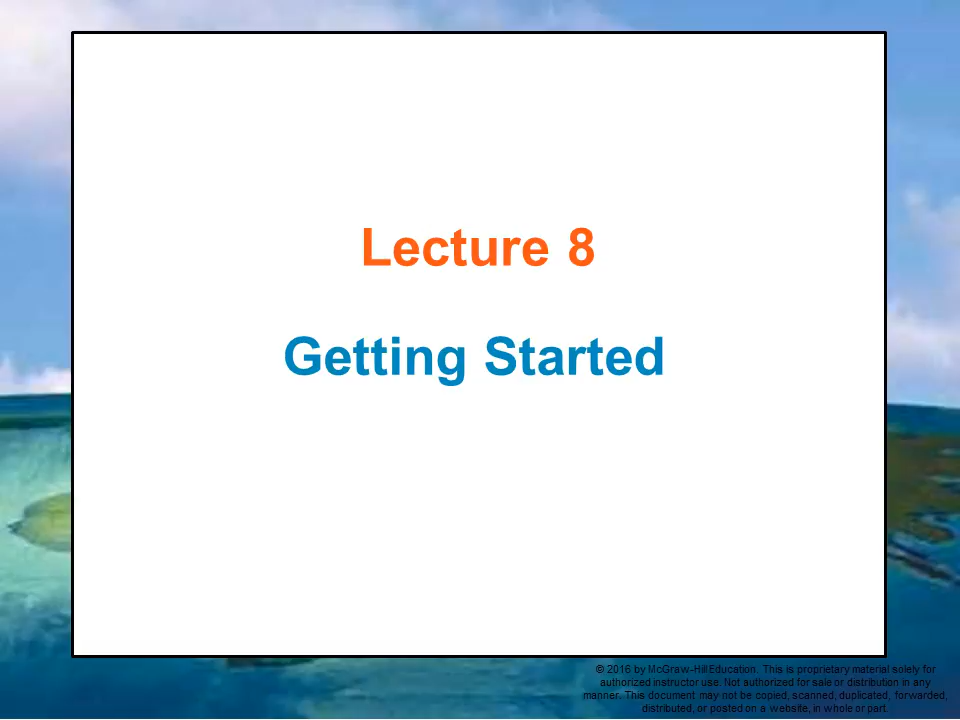 Lecture 8
Getting Started
© 2016 by McGraw-Hill Education. This is proprietary material solely for
authorized instructor use. Not authorized for sale or distribution in any
manner. This document may not be copied, scanned, duplicated, forwarded,
distributed, or posted on a website, in whole or part.